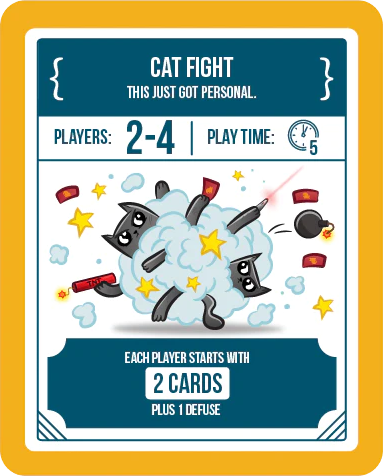 CAT FIGHT
THIS JUST GOT PERSONAL.
PLAYERS: 2-4 PLAY TIME: 5
TNT
EACH PLAYER STARTS WITH
2 CARDS
PLUS 1 DEFUSE